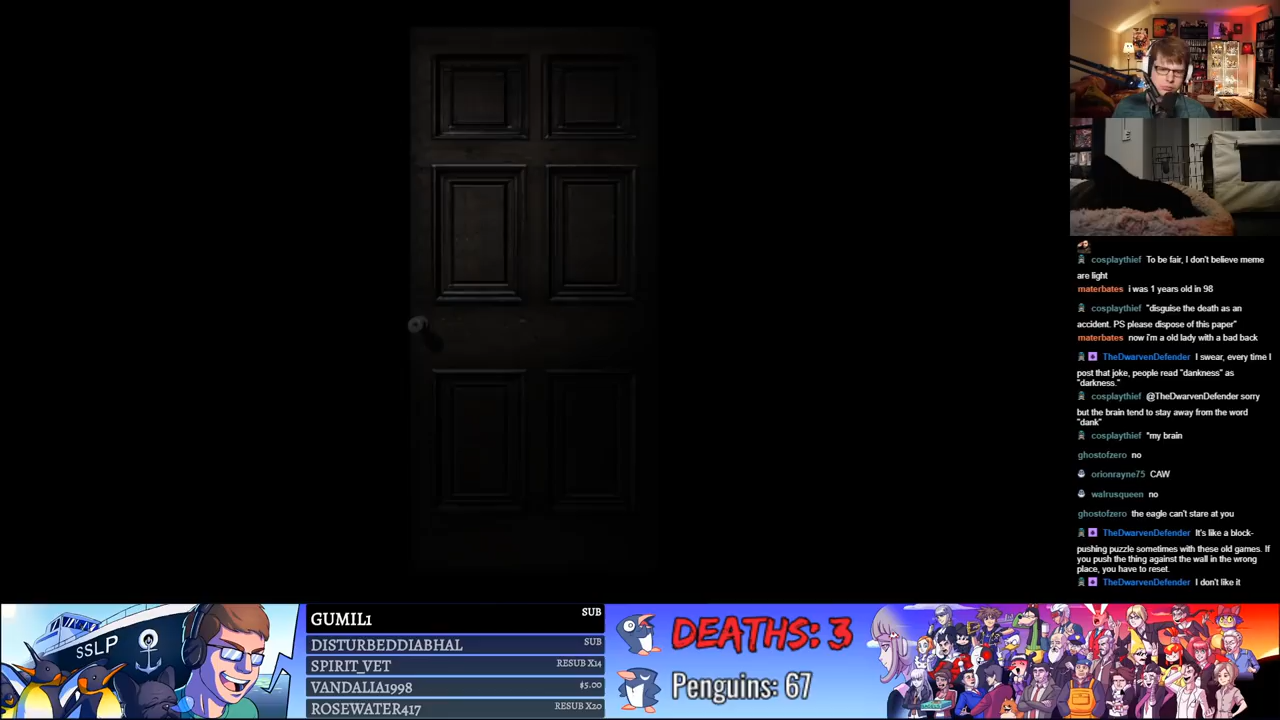 cosplaythief To be fair, I don't believe meme
are light
materbates i was 1 years old in 98
cosplaythief "disguise the death as an
accident. PS please dispose of this paper"
materbates now i'm a old lady with a bad back
TheDwarvenDefender I swear, every time I
post that joke, people read "dankness" as
"darkness."
cosplaythief @TheDwarvenDefender sorry
but the brain tend to stay away from the word
"dank"
cosplaythief *my brain
ghostofzero no
orionrayne75 CAW
walrusqueen no
ghostofzero the eagle can't stare at you
TheDwarvenDefender It's like a block-
pushing puzzle sometimes with these old games. If
you push the thing against the wall in the wrong
place, you have to reset.
TheDwarvenDefender I don't like it
SSLP
GUMIL1 SUB
DISTURBEDDIABHAL SUB
SPIRIT_VET RESUB X14
VANDALIA1998 $5.00
ROSEWATER417 RESUB X20
DEATHS: 3
Penguins: 67